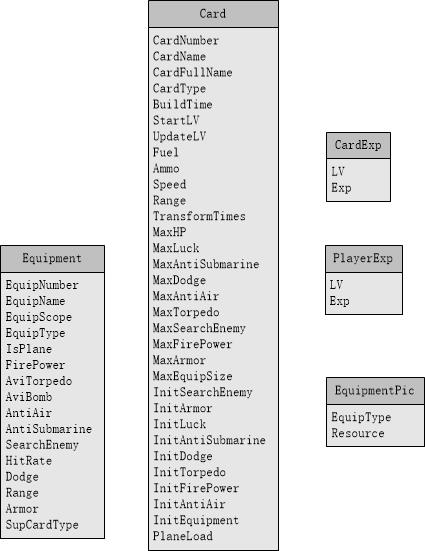 Card
CardNumber
CardName
CardFullName
CardType
BuildTime
StartLV
UpdateLV
Fuel
Ammo
Speed
Range
TransformTimes
MaxHP
MaxLuck
MaxAntiSubmarine
MaxDodge
MaxAntiAir
MaxTorpedo
MaxSearchEnemy
MaxFirePower
MaxArmor
MaxEquipSize
InitSearchEnemy
InitArmor
InitLuck
InitAntiSubmarine
InitDodge
InitTorpedo
InitFirePower
InitAntiAir
InitEquipment
PlaneLoad
CardExp
LV
Exp
Equipment
EquipNumber
EquipName
EquipScope
EquipType
IsPlane
FirePower
AviTorpedo
AviBomb
AntiAir
AntiSubmarine
SearchEnemy
HitRate
Dodge
Range
Armor
SupCardType
PlayerExp
LV
Exp
EquipmentPic
EquipType
Resource